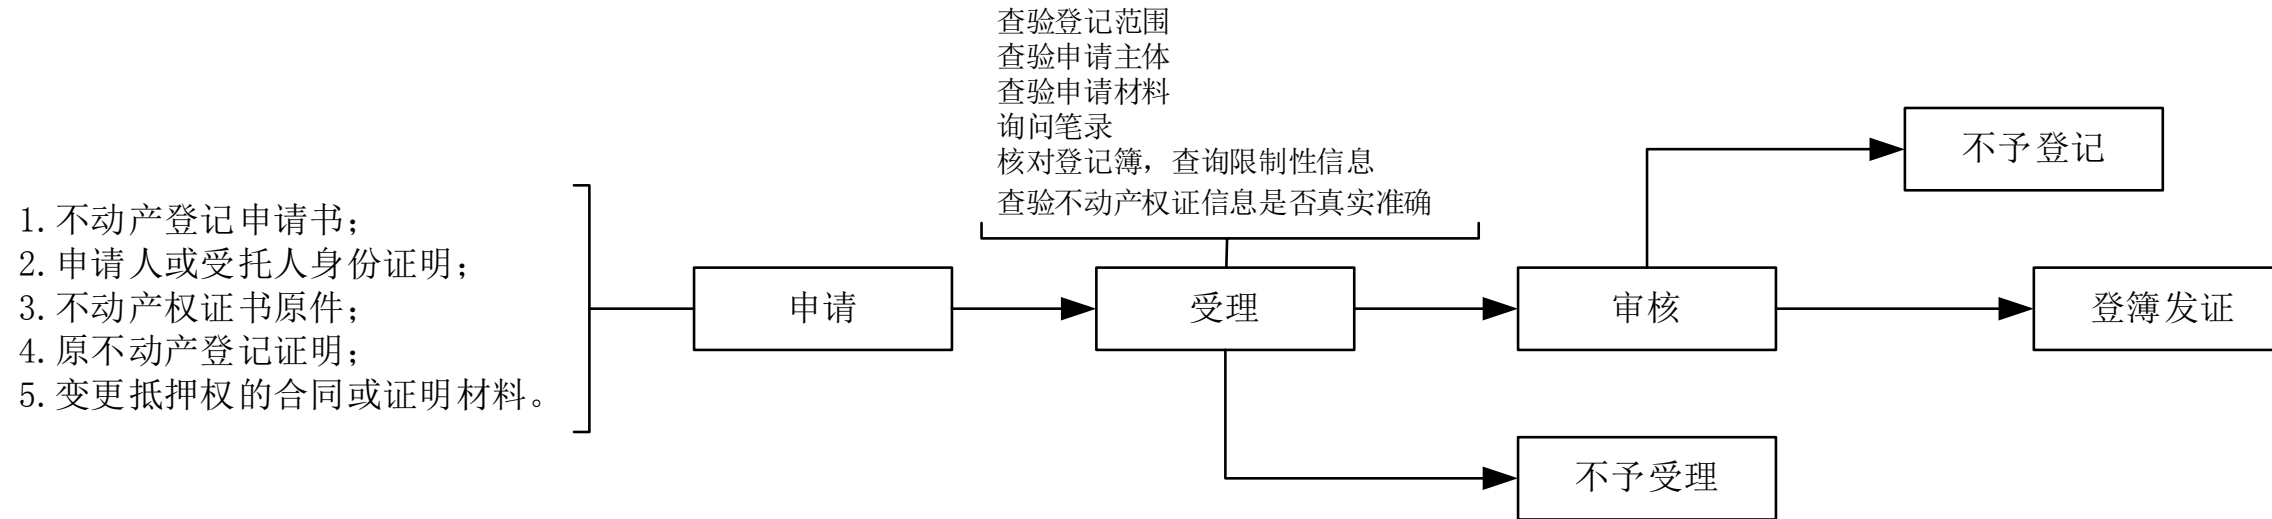 查验登记范围
查验申请主体
查验申请材料
询问笔录
核对登记簿，查询限制性信息
查验不动产权证信息是否真实准确
1.不动产登记申请书；
2.申请人或受托人身份证明；
3.不动产权证书原件；
4.原不动产登记证明；
5.变更抵押权的合同或证明材料。
申请
受理
审核
不予登记
登簿发证
不予受理